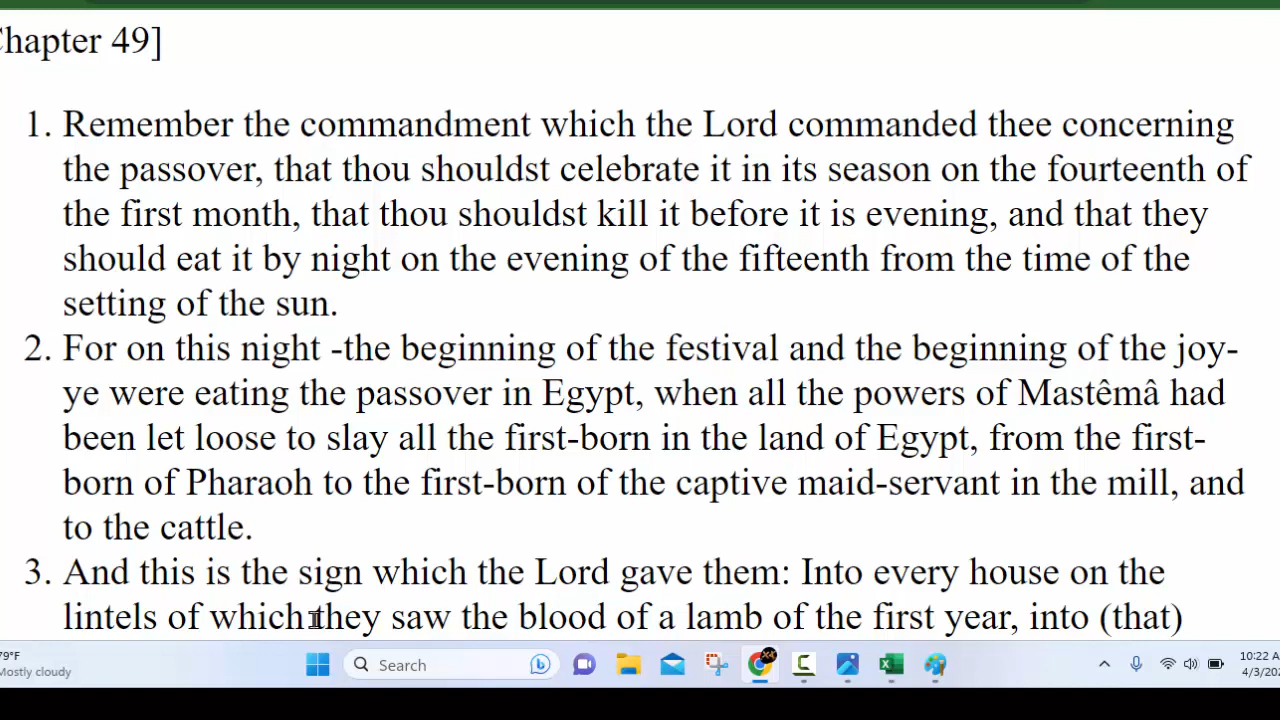 Chapter 49]
1. Remember the commandment which the Lord commanded thee concerning
the passover, that thou shouldst celebrate it in its season on the fourteenth of
the first month, that thou shouldst kill it before it is evening, and that they
should eat it by night on the evening of the fifteenth from the time of the
setting of the sun.
2. For on this night -the beginning of the festival and the beginning of the joy-
ye were eating the passover in Egypt, when all the powers of Mastêmâ had
been let loose to slay all the first-born in the land of Egypt, from the first-
born of Pharaoh to the first-born of the captive maid-servant in the mill, and
to the cattle.
3. And this is the sign which the Lord gave them: Into every house on the
lintels of which they saw the blood of a lamb of the first year, into (that)
79°F
Mostly cloudy
Search
10:22 A
4/3/202